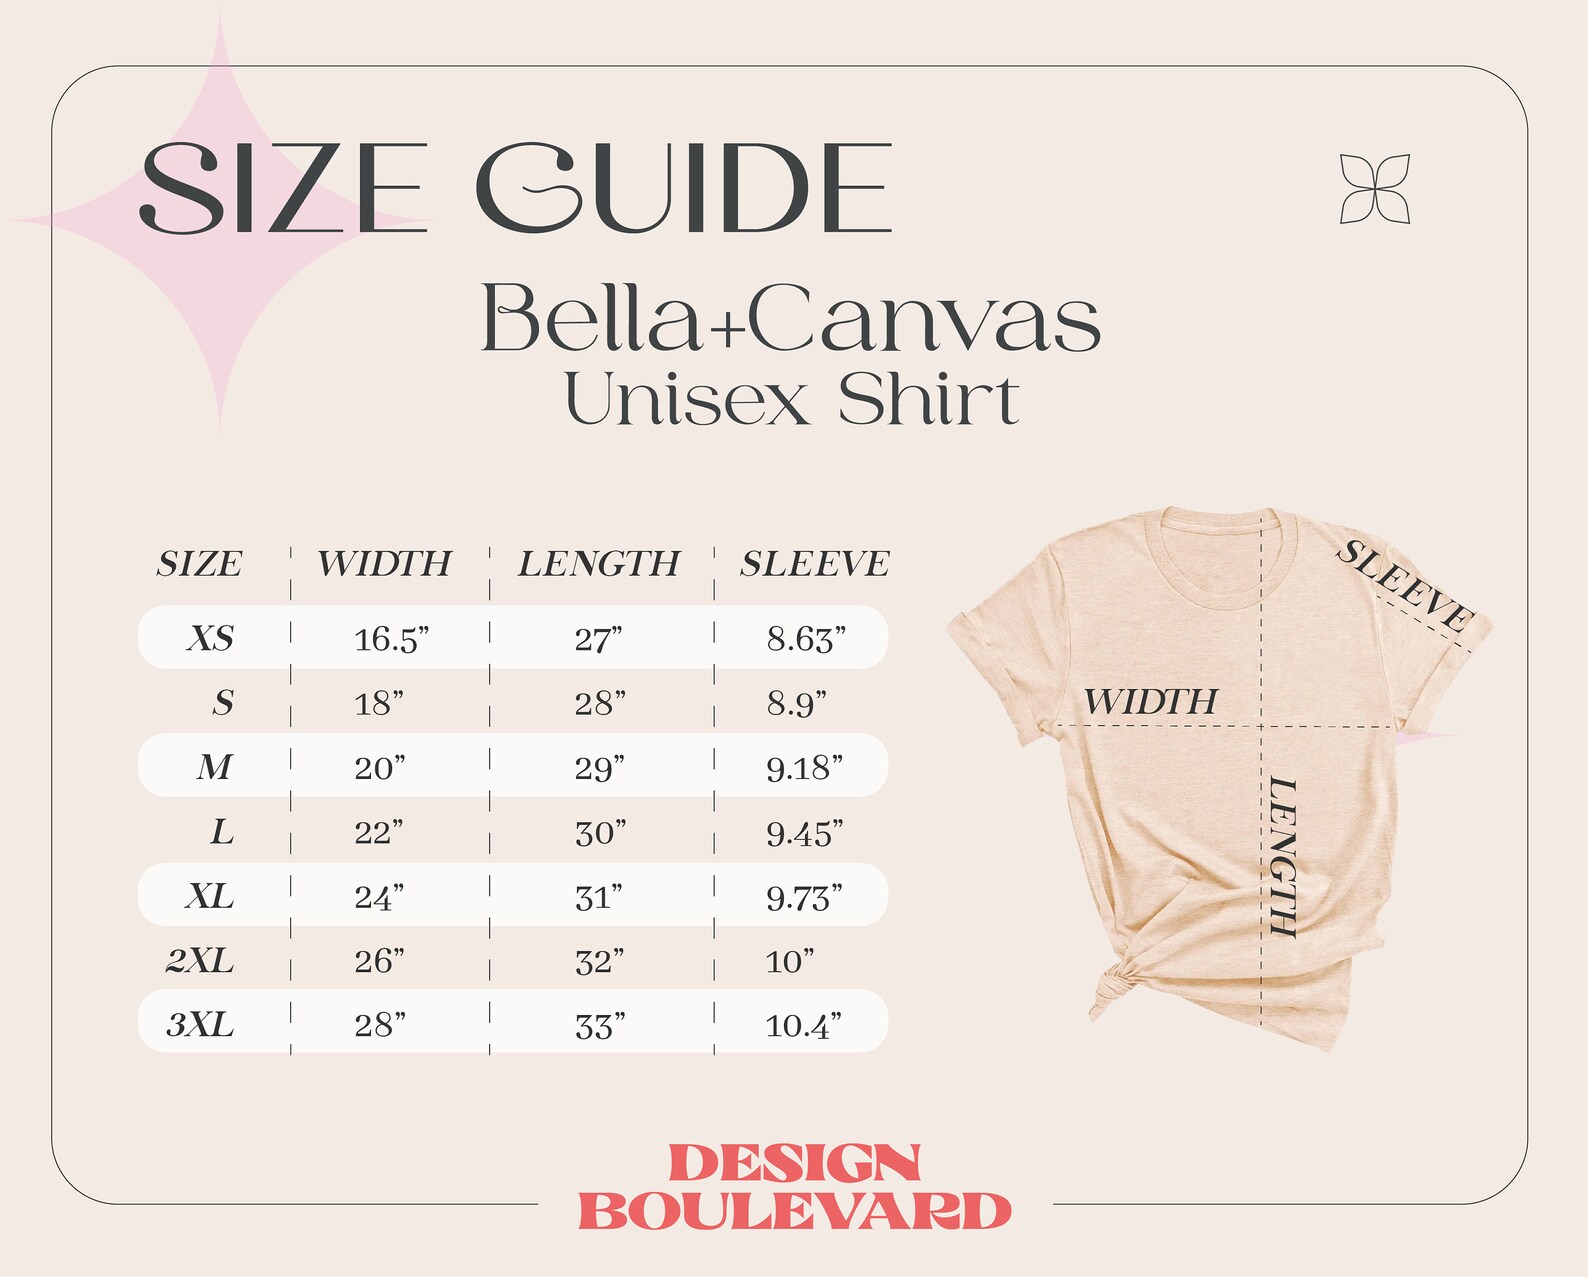 SIZE GUIDE
Bella+Canvas
Unisex Shirt
SIZE WIDTH LENGTH SLEEVE
XS 16.5” 27” 8.63”
S 18” 28” 8.9”
M 20” 29” 9.18”
L 22” 30” 9.45”
XL 24” 31” 9.73”
2XL 26” 32” 10”
3XL 28” 33” 10.4”
SLEEVE
WIDTH
LENGTH
DESIGN
BOULEVARD